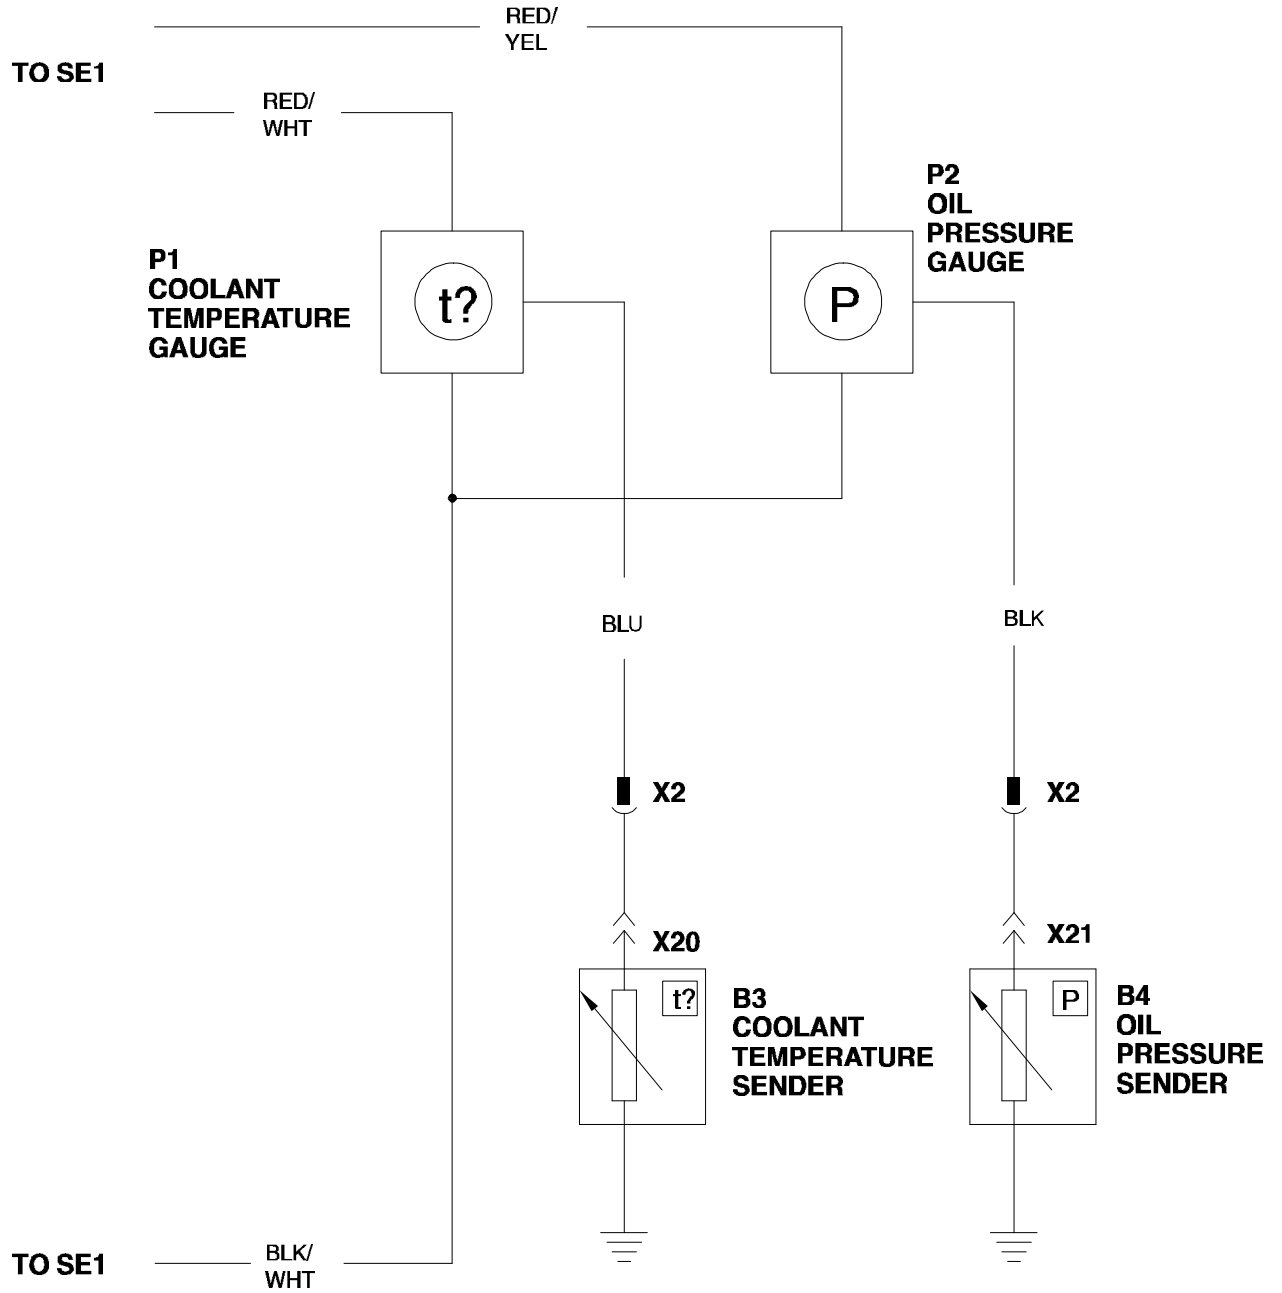 RED/
YEL
TO SE1
RED/
WHT
P2
OIL
PRESSURE
GAUGE
P1
COOLANT
TEMPERATURE
GAUGE
t?
P
BLU
BLK
X2
X2
X20
X21
t?
B3
COOLANT
TEMPERATURE
SENDER
P
B4
OIL
PRESSURE
SENDER
TO SE1
BLK/
WHT